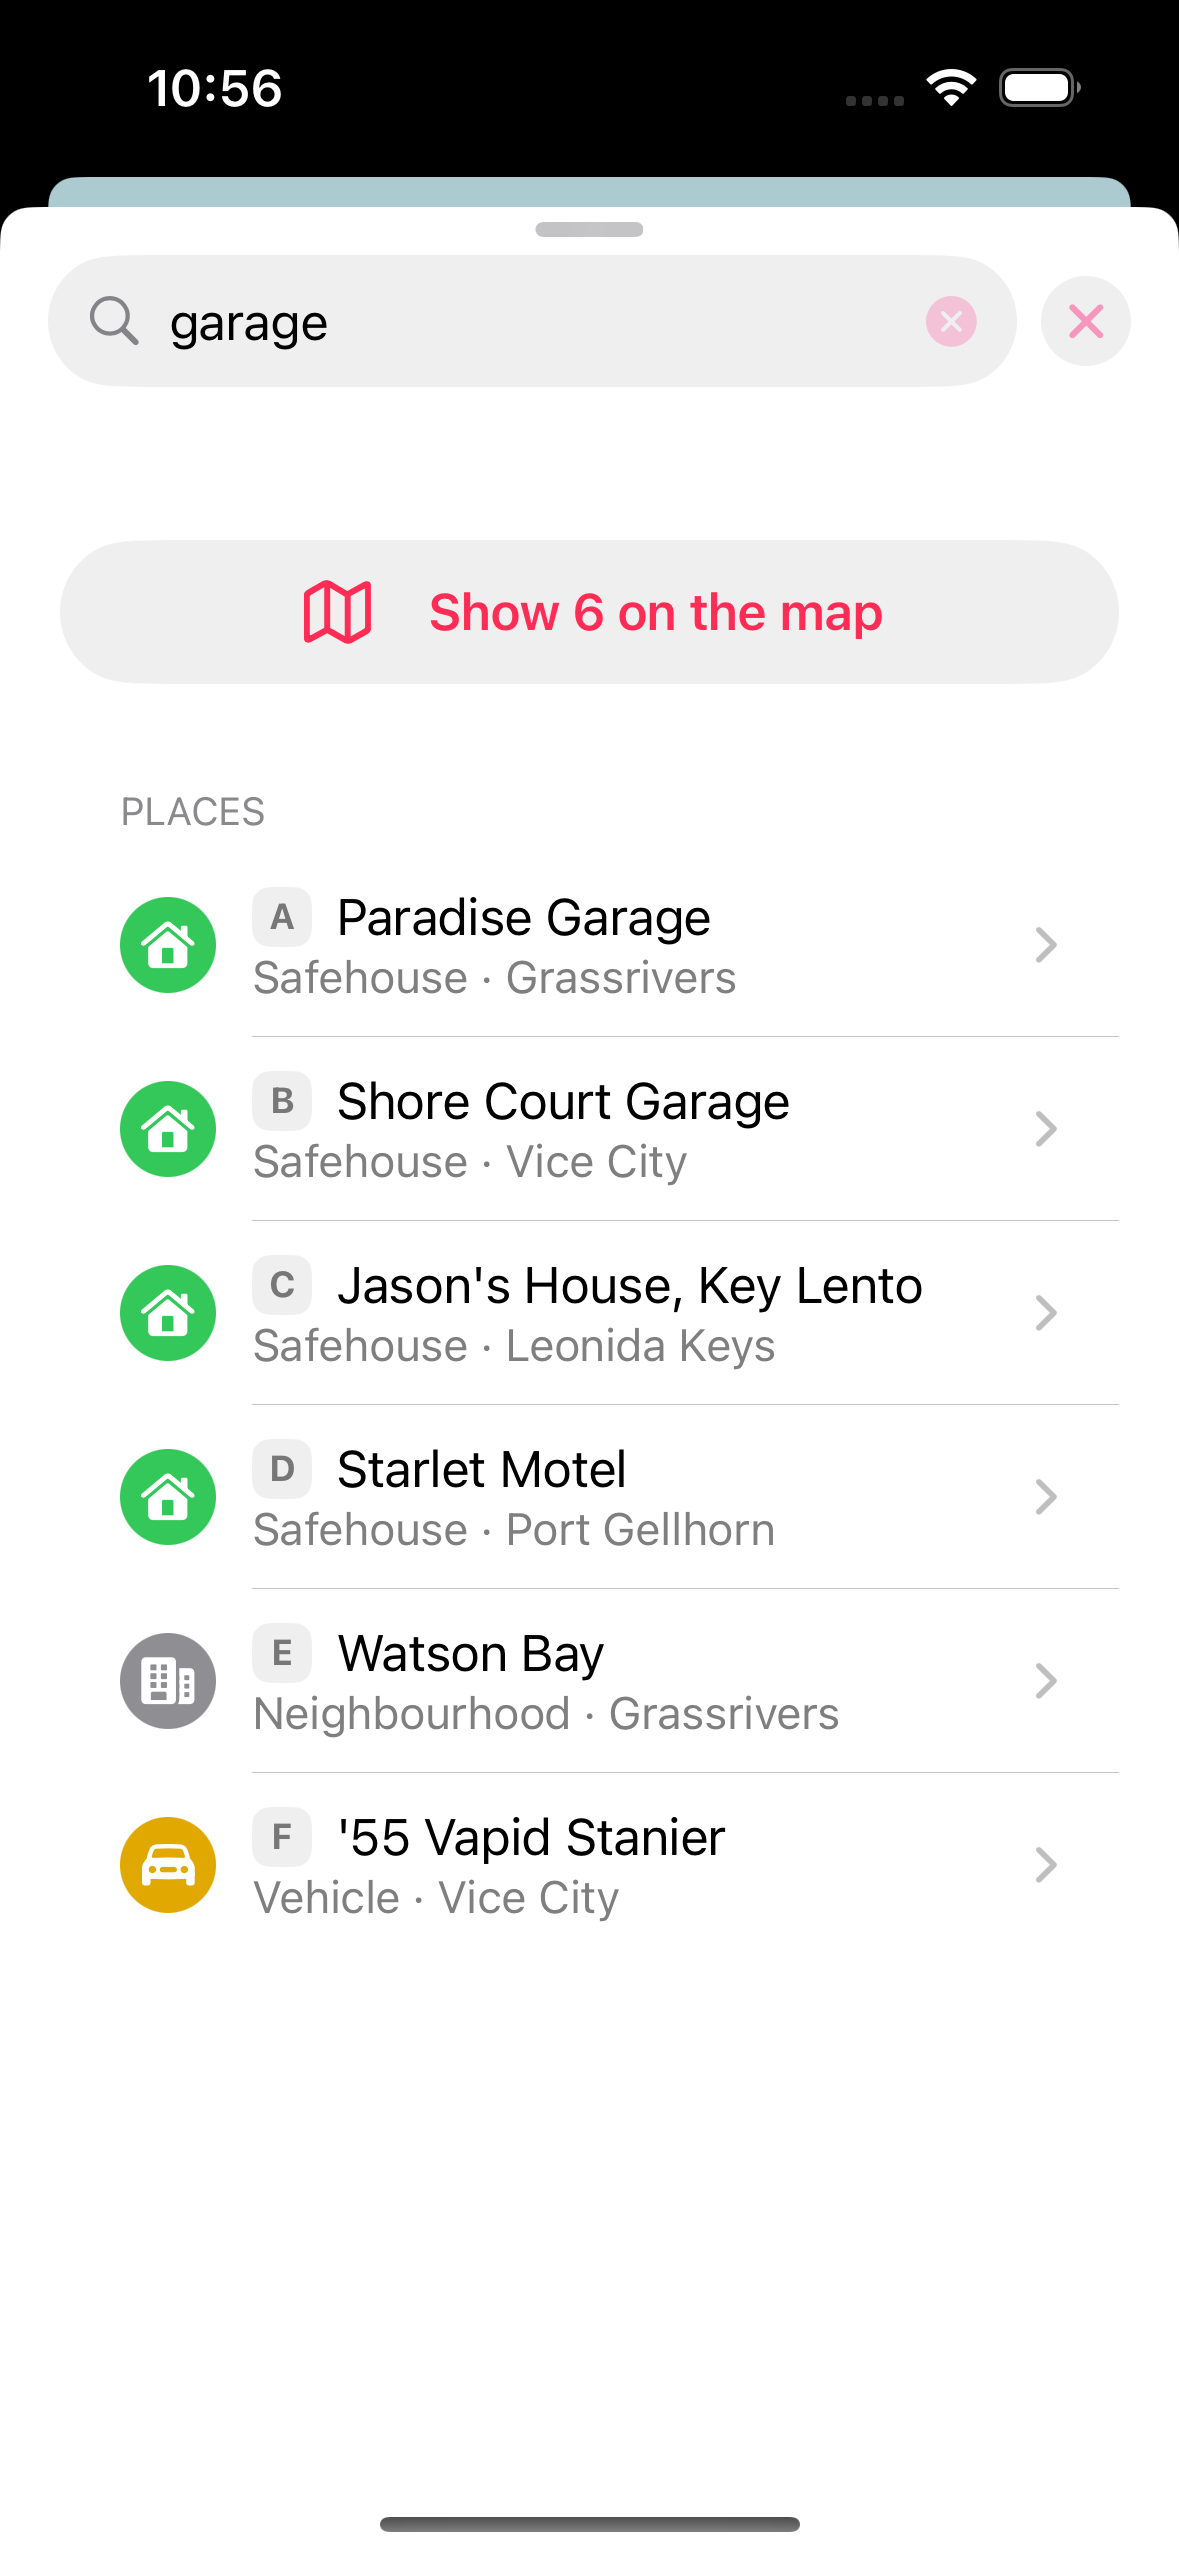 10:56
garage
Show 6 on the map
PLACES
A Paradise Garage
Safehouse · Grassrivers
B Shore Court Garage
Safehouse · Vice City
C Jason's House, Key Lento
Safehouse · Leonida Keys
D Starlet Motel
Safehouse · Port Gellhorn
E Watson Bay
Neighbourhood · Grassrivers
F '55 Vapid Stanier
Vehicle · Vice City